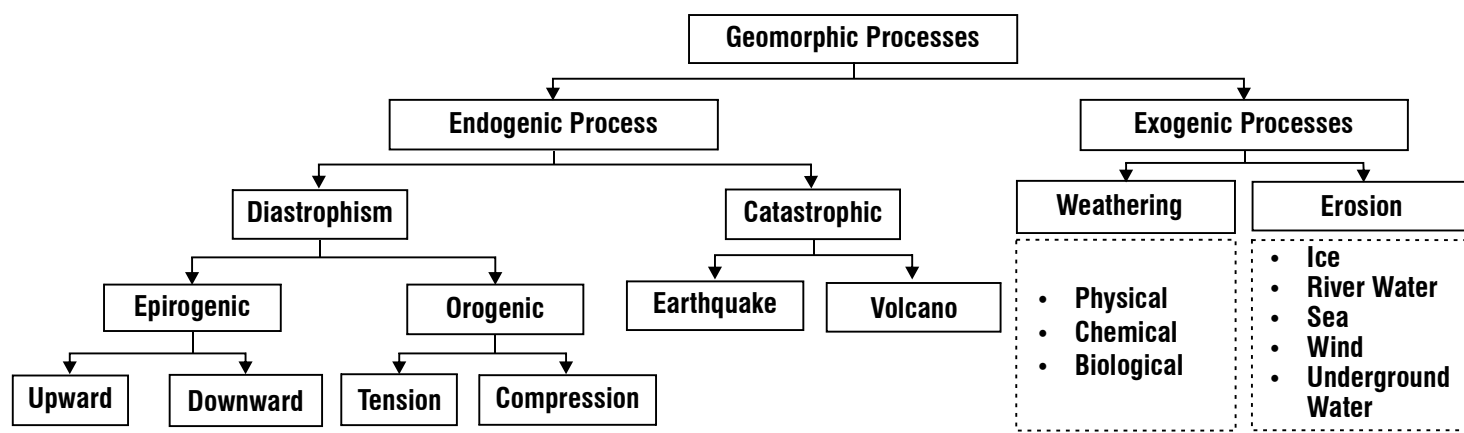 Geomorphic Processes
Endogenic Process
Exogenic Processes
Diastrophism
Catastrophic
Weathering
Erosion
Epirogenic
Orogenic
Earthquake
Volcano
Upward
Downward
Tension
Compression
• Physical
• Chemical
• Biological
• Ice
• River Water
• Sea
• Wind
• Underground
Water